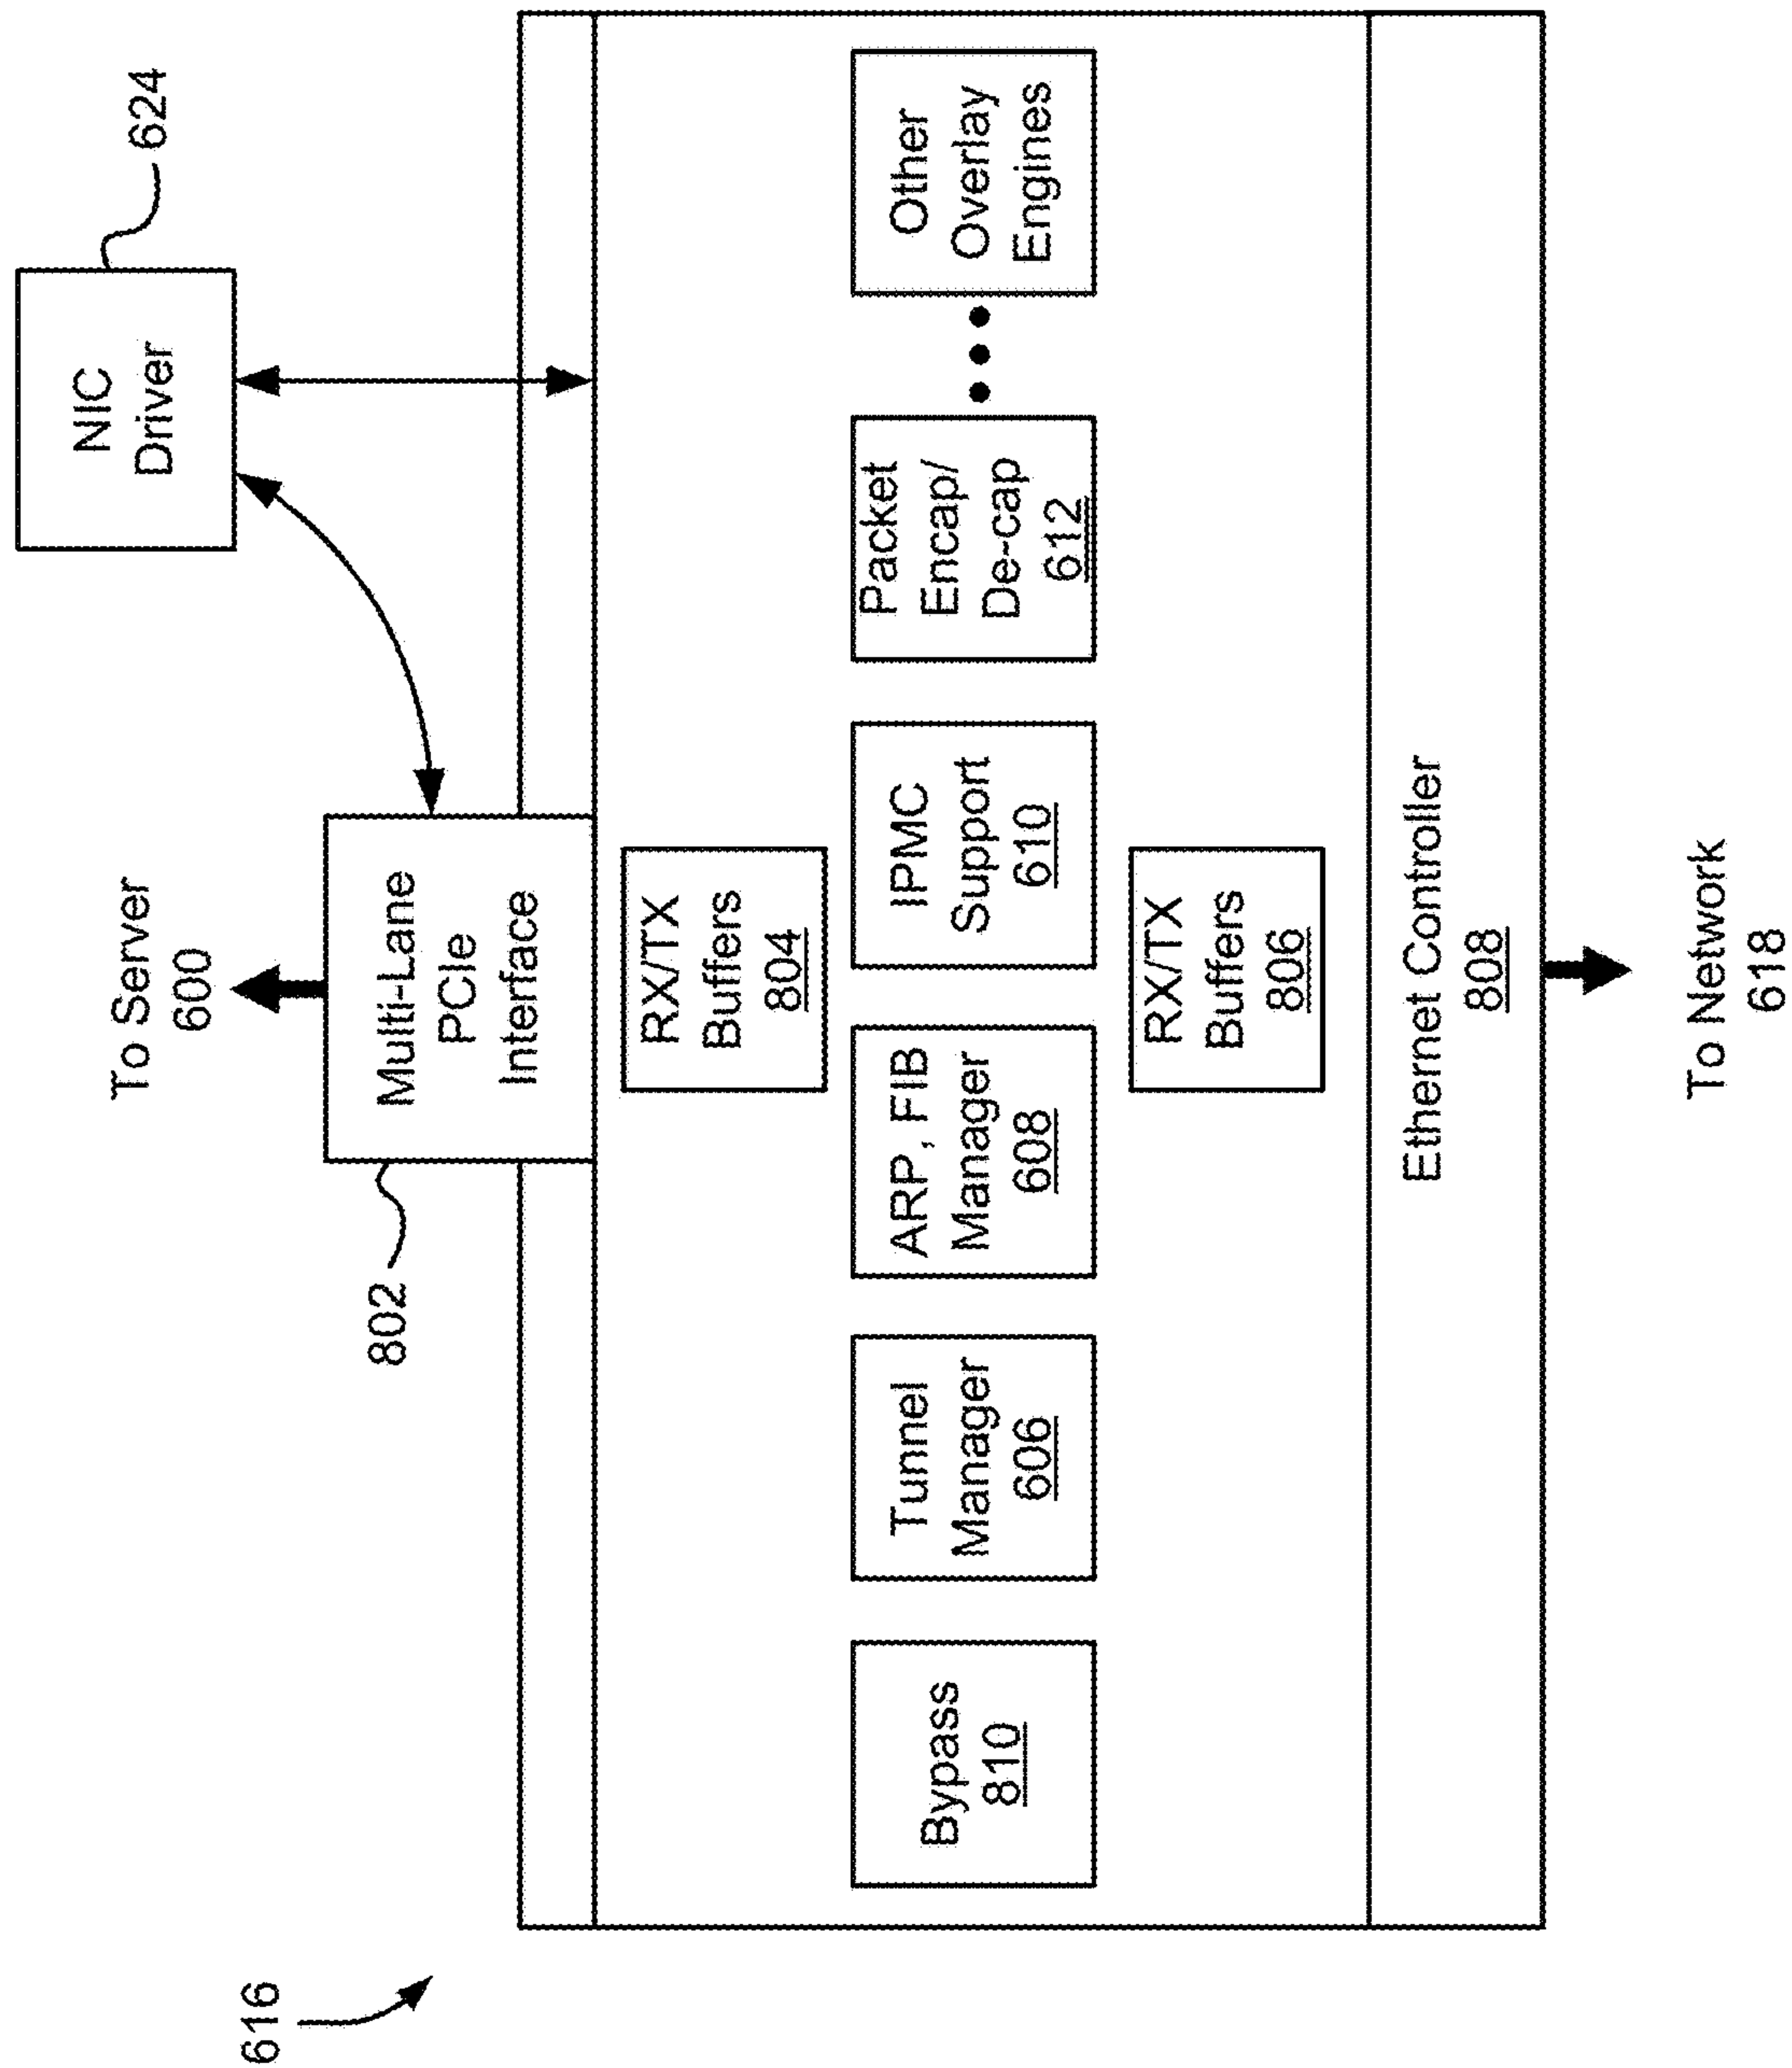 616
To Server
600
NIC
Driver
624
802
Multi-Lane
PCIe
Interface
RX/TX
Buffers
804
Bypass
810
Tunnel
Manager
606
ARP, FIB
Manager
608
IPMC
Support
610
Packet
Encap/
De-cap
612
Other
Overlay
Engines
RX/TX
Buffers
806
Ethernet Controller
808
To Network
618